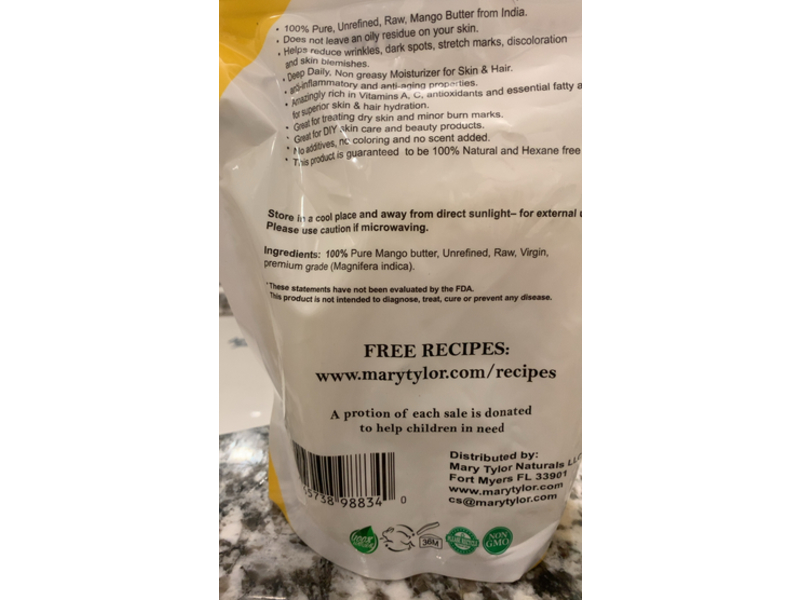 • 100% Pure, Unrefined, Raw, Mango Butter from India.
• Does not leave an oily residue on your skin.
• Helps reduce wrinkles, dark spots, stretch marks, discoloration
and skin blemishes.
• Deep Daily, Non greasy Moisturizer for Skin & Hair.
• anti-inflammatory and anti-aging properties.
• Amazingly rich in Vitamins A, C, antioxidants and essential fatty a
for superior skin & hair hydration.
• Great for treating dry skin and minor burn marks.
• Great for DIY skin care and beauty products.
• No additives, no coloring and no scent added.
* This product is guaranteed to be 100% Natural and Hexane free
Store in a cool place and away from direct sunlight– for external u
Please use caution if microwaving.
Ingredients: 100% Pure Mango butter, Unrefined, Raw, Virgin,
premium grade (Magnifera indica).
*These statements have not been evaluated by the FDA.
This product is not intended to diagnose, treat, cure or prevent any disease.
FREE RECIPES:
www.marytylor.com/recipes
A protion of each sale is donated
to help children in need
Distributed by:
Mary Tylor Naturals LLC
Fort Myers FL 33901
www.marytylor.com
cs@marytylor.com
55738 98834 0
100%
36M
NON
GMO